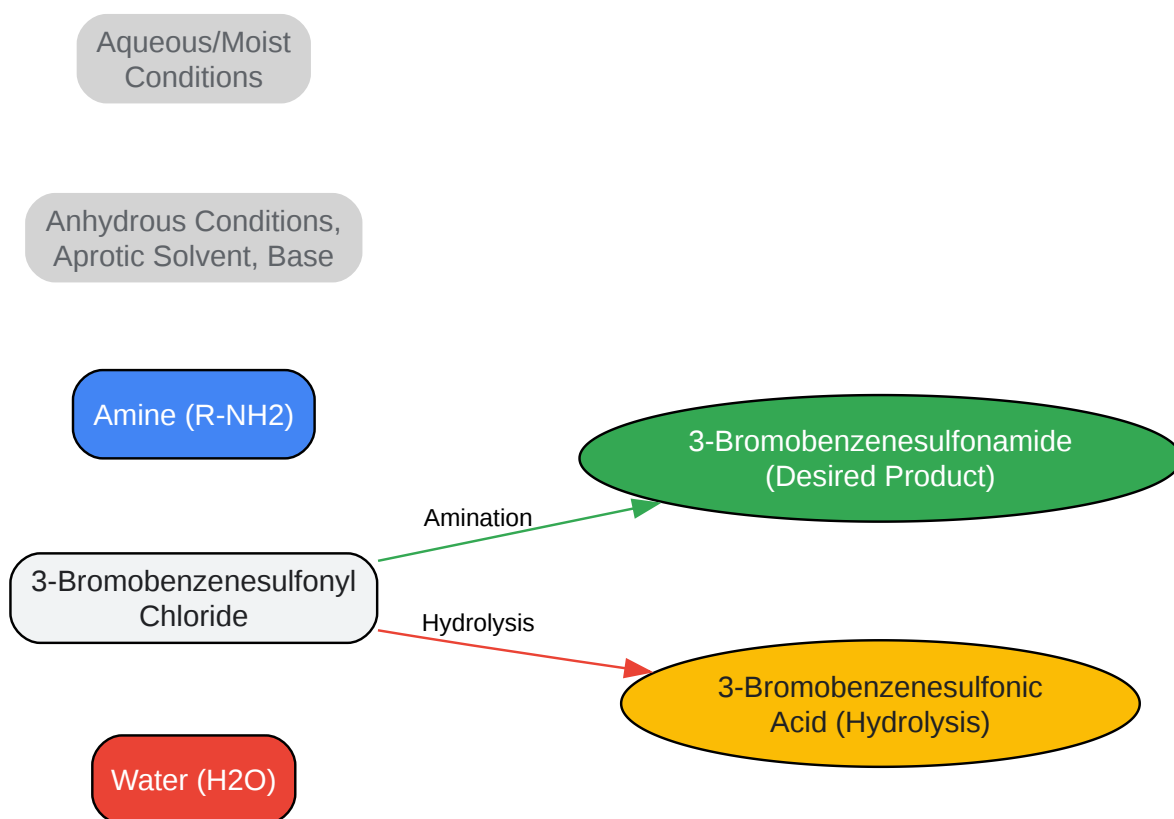 Aqueous/Moist
Conditions
Anhydrous Conditions,
Aprotic Solvent, Base
Amine (R-NH2)
3-Bromobenzenesulfonamide
(Desired Product)
Amination
3-Bromobenzenesulfonyl
Chloride
Hydrolysis
3-Bromobenzenesulfonic
Acid (Hydrolysis)
Water (H2O)